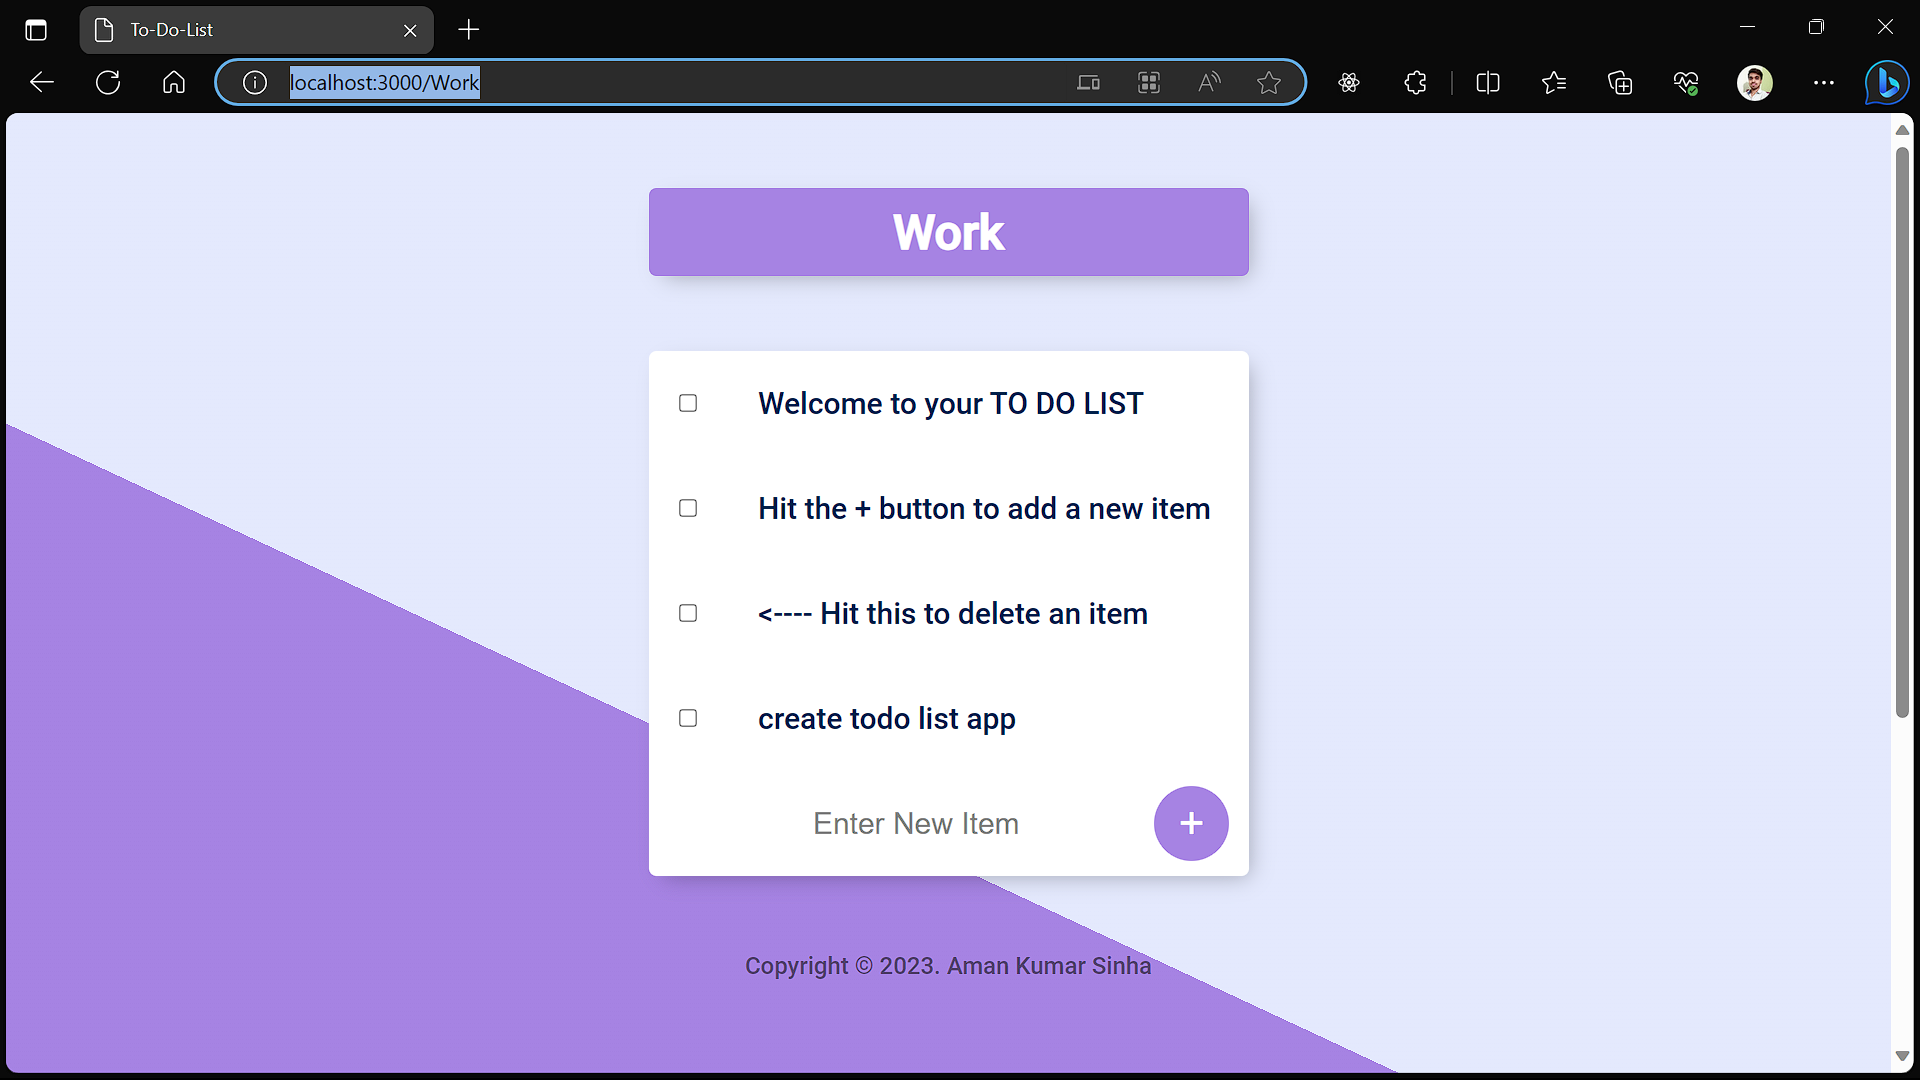 To-Do-List
localhost:3000/Work
Work
Welcome to your TO DO LIST
Hit the + button to add a new item
<---- Hit this to delete an item
create todo list app
Enter New Item
+
Copyright © 2023. Aman Kumar Sinha